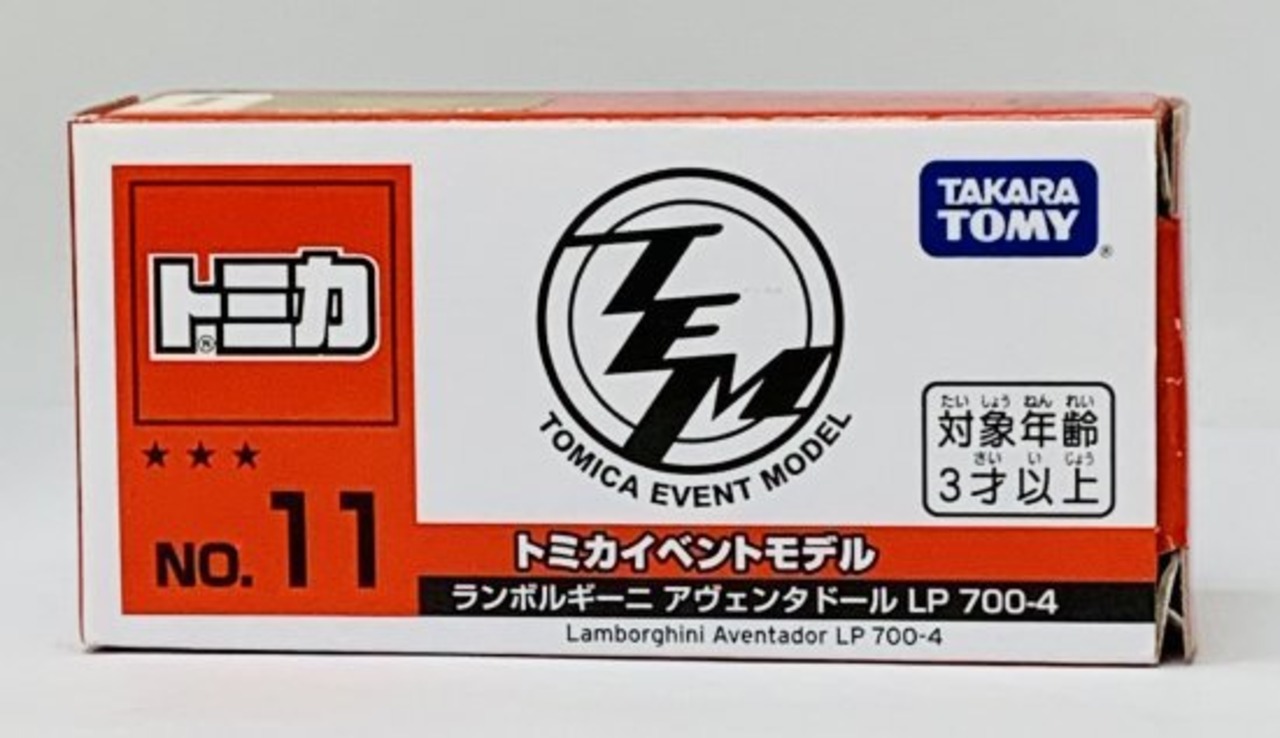 トミカ®
★★★
NO. 11
TEM
TOMICA EVENT MODEL
TAKARA
TOMY®
たい しょう ねん れい
対象年齢
さい い じょう
3才以上
トミカイベントモデル
ランボルギーニ アヴェンタドール LP 700-4
Lamborghini Aventador LP 700-4